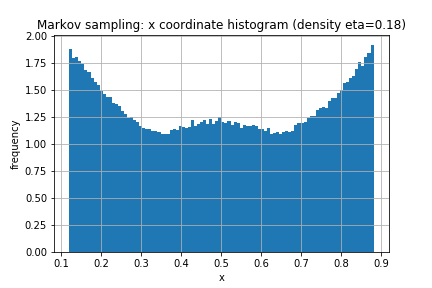 Markov sampling: x coordinate histogram (density eta=0.18)
2.00
1.75
1.50
1.25
1.00
0.75
0.50
0.25
0.00
frequency
0.1 0.2 0.3 0.4 0.5 0.6 0.7 0.8 0.9
x